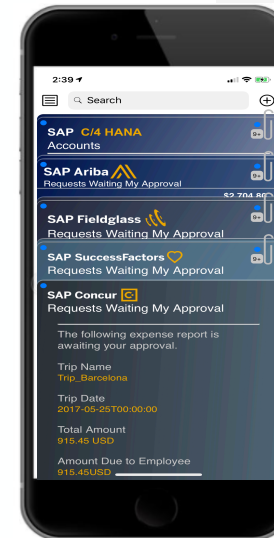 2:39
Search
SAP C/4 HANA
9+
Accounts
SAP Ariba
9+
Requests Waiting My Approval
$2,704.80
SAP Fieldglass
9+
Requests Waiting My Approval
SAP SuccessFactors
9+
Requests Waiting My Approval
SAP Concur C.
Requests Waiting My Approval
The following expense report is
awaiting your approval.
Trip Name
Trip_Barcelona
Trip Date
2017-05-25T00:00:00
Total Amount
915.45 USD
Amount Due to Employee
915.45USD